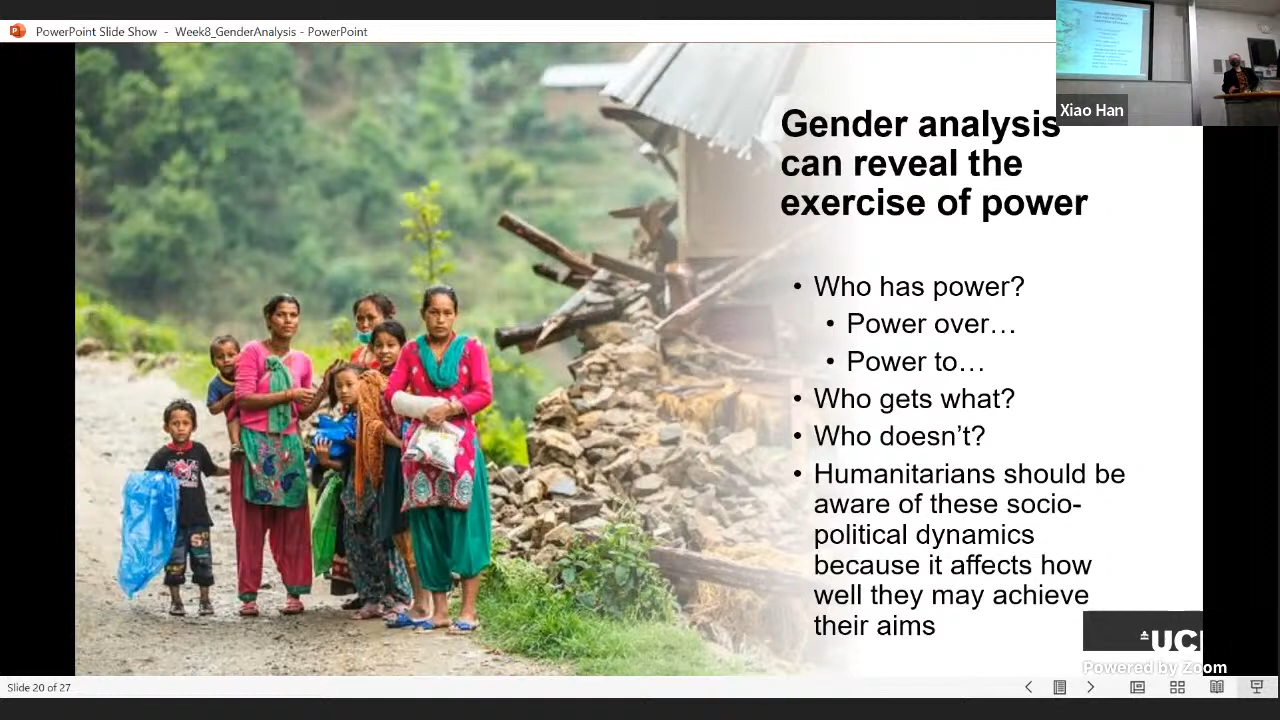 PowerPoint Slide Show - Week8_GenderAnalysis - PowerPoint
Xiao Han
Gender analysis
can reveal the
exercise of power
• Who has power?
• Power over…
• Power to…
• Who gets what?
• Who doesn’t?
• Humanitarians should be
aware of these socio-
political dynamics
because it affects how
well they may achieve
their aims
UC
Powered by Zoom
Slide 20 of 27